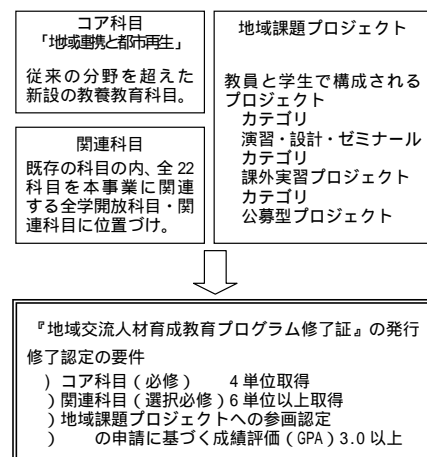 コア科目
「地域連携と都市再生」
従来の分野を超えた
新設の教養教育科目。
関連科目
既存の科目の内、全22
科目を本事業に関連
する全学開放科目・関
連科目に位置づけ。
地域課題プロジェクト
教員と学生で構成される
プロジェクト
カテゴリ
演習・設計・ゼミナール
カテゴリ
課外実習プロジェクト
カテゴリ
公募型プロジェクト
『地域交流人材育成教育プログラム修了証』の発行
修了認定の要件
）コア科目（必修）　　4単位取得
）関連科目（選択必修）6単位以上取得
）地域課題プロジェクトへの参画認定
）　　の申請に基づく成績評価（GPA）3.0以上